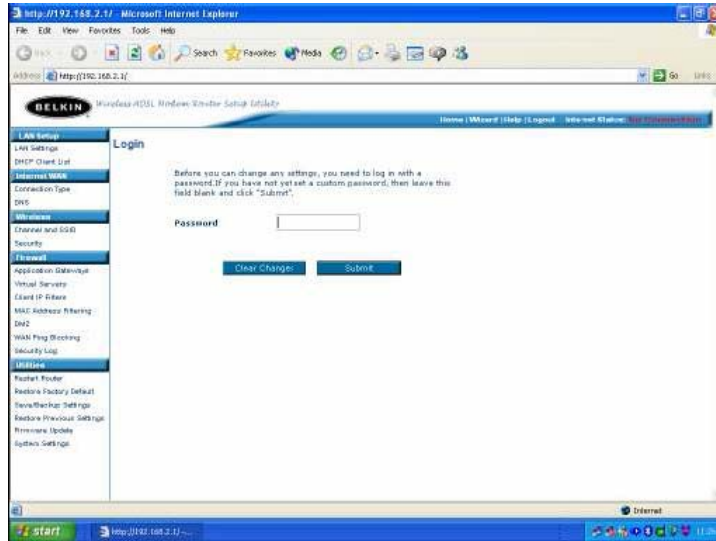 http://192.168.2.1/ - Microsoft Internet Explorer
File Edit View Favorites Tools Help
Search Favorites Media
Address http://192.168.2.1/ Go Links
BELKIN Wireless ADSL Modem Router Setup Utility
Home | Wizard | Help | Logout Internet Status: No Connection
LAN Setup
LAN Settings
DHCP Client List
Internet WAN
Connection Type
DNS
Wireless
Channel and SSID
Security
Firewall
Application Gateways
Virtual Servers
Client IP Filters
MAC Address Filtering
DMZ
WAN Ping Blocking
Security Log
Utilities
Restart Router
Restore Factory Default
Save/Backup Settings
Restore Previous Settings
Firmware Update
System Settings
Login
Before you can change any settings, you need to log in with a
password.If you have not yet set a custom password, then leave this
field blank and click "Submit".
Password
Clear Changes Submit
Internet
start http://192.168.2.1/ -...